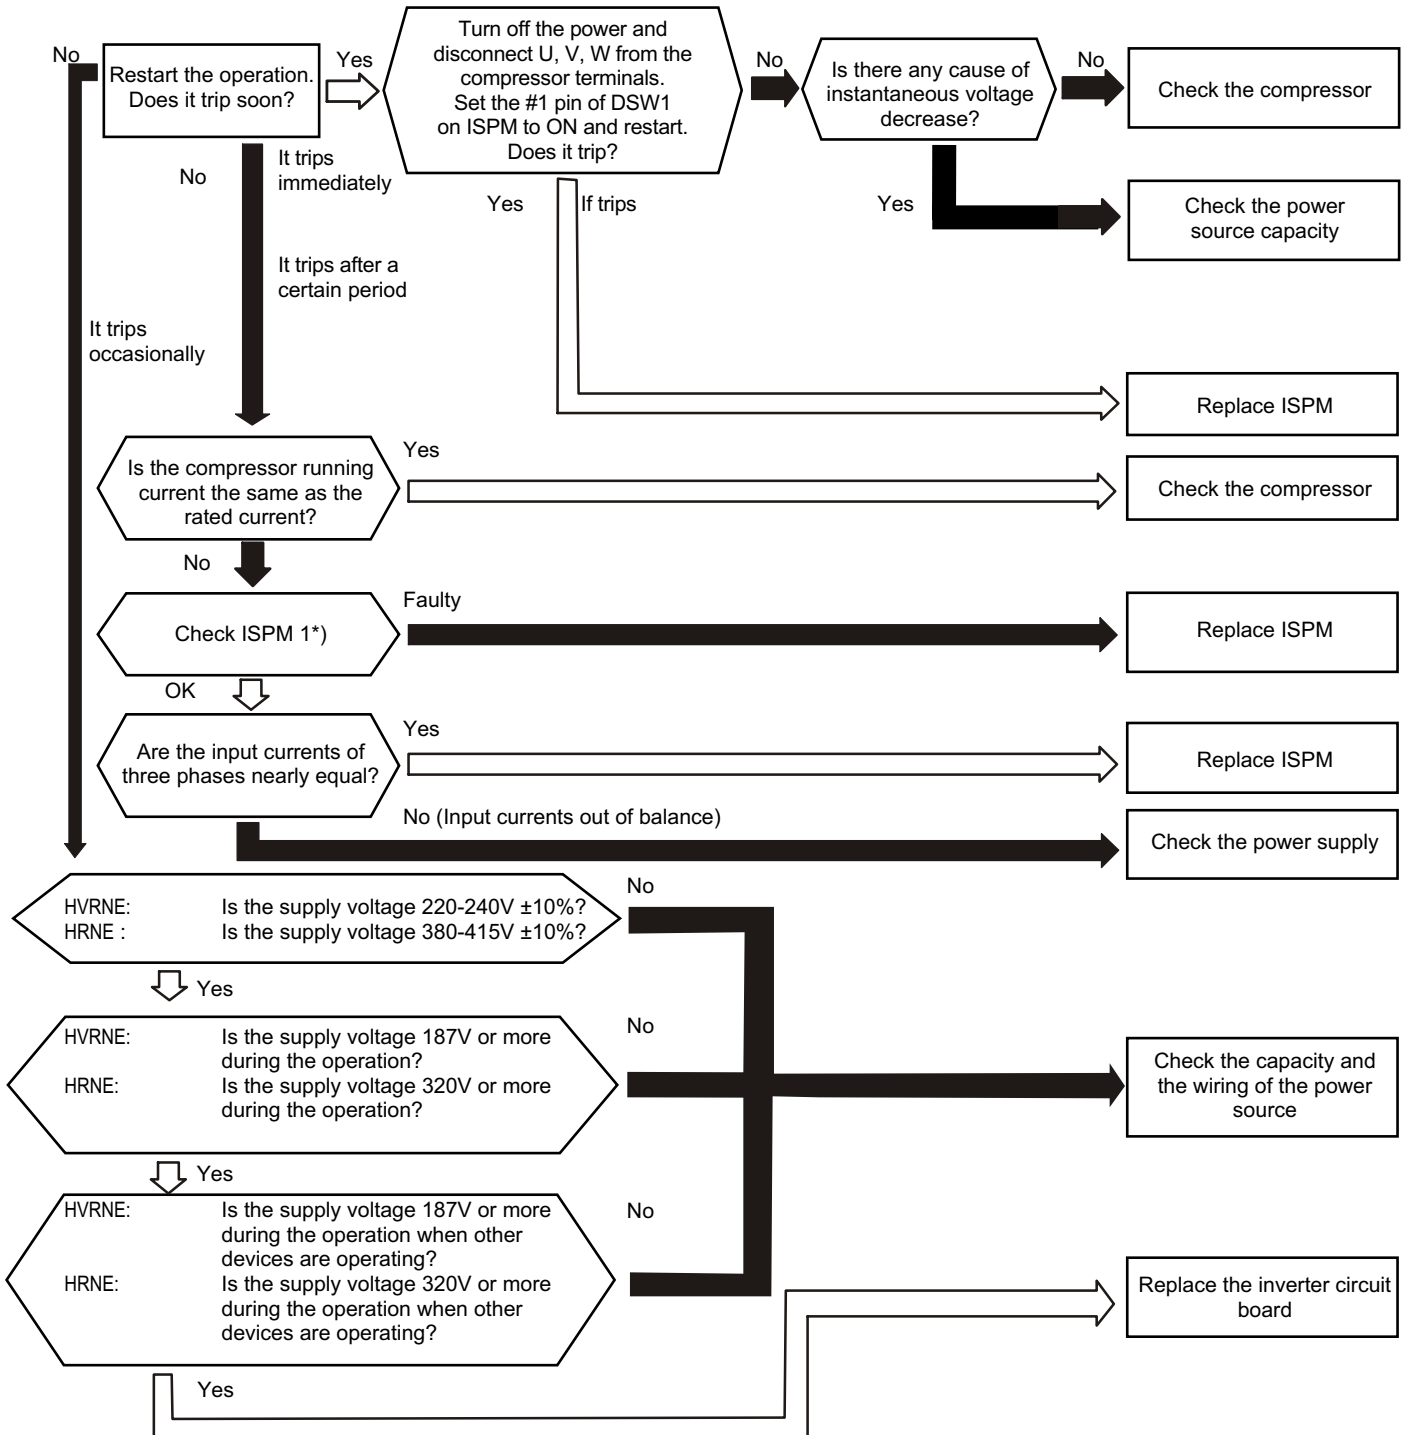 No
Restart the operation.
Does it trip soon?
Yes
Turn off the power and
disconnect U, V, W from the
compressor terminals.
Set the #1 pin of DSW1
on ISPM to ON and restart.
Does it trip?
No
Is there any cause of
instantaneous voltage
decrease?
No
Check the compressor
No
It trips
immediately
Yes
If trips
Yes
Check the power
source capacity
It trips after a
certain period
It trips
occasionally
Replace ISPM
Is the compressor running
current the same as the
rated current?
Yes
Check the compressor
No
Check ISPM 1*)
Faulty
Replace ISPM
OK
Are the input currents of
three phases nearly equal?
Yes
Replace ISPM
No (Input currents out of balance)
Check the power supply
HVRNE: Is the supply voltage 220-240V ±10%?
HRNE : Is the supply voltage 380-415V ±10%?
No
Yes
HVRNE: Is the supply voltage 187V or more
during the operation?
HRNE: Is the supply voltage 320V or more
during the operation?
No
Check the capacity and
the wiring of the power
source
Yes
HVRNE: Is the supply voltage 187V or more
during the operation when other
devices are operating?
HRNE: Is the supply voltage 320V or more
during the operation when other
devices are operating?
No
Replace the inverter circuit
board
Yes